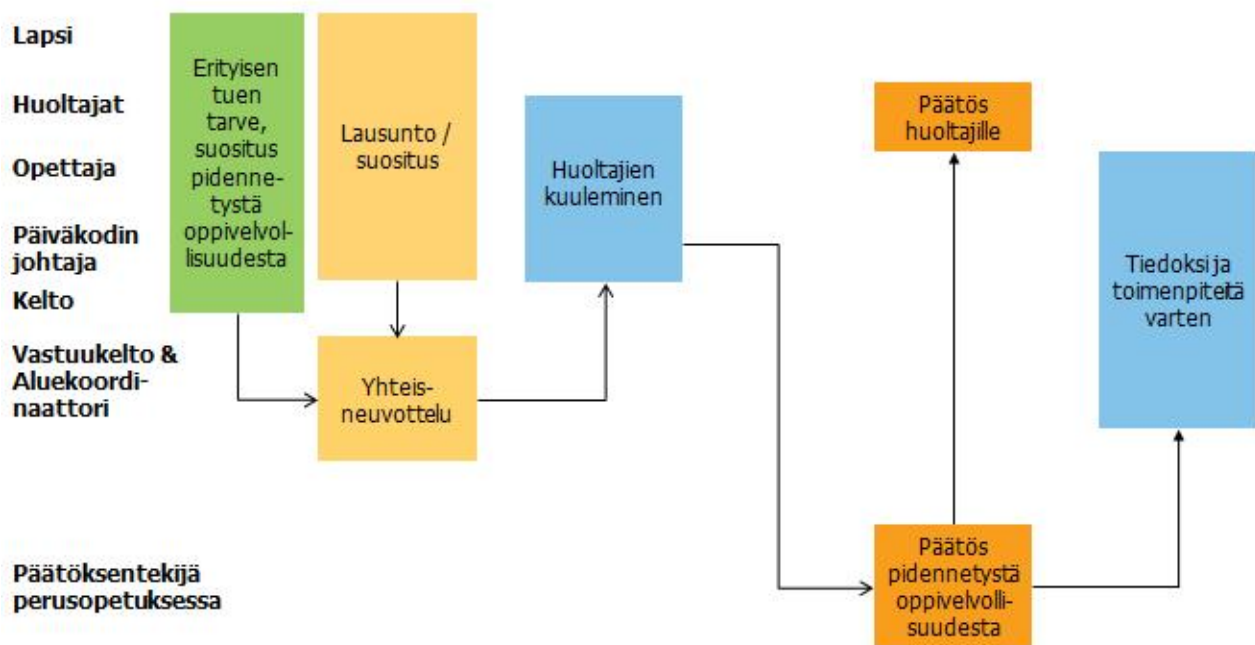 Lapsi
Huoltajat
Opettaja
Päiväkodin
johtaja
Kelto
Vastuukelto &
Aluekoordi-
naattori
Päätöksentekijä
perusopetuksessa
Erityisen
tuen
tarve,
suositus
pidenne-
tystä
oppivelvol-
lisuudesta
Lausunto /
suositus
Yhteis-
neuvottelu
Huoltajien
kuuleminen
Päätös
huoltajille
Päätös
pidennetystä
oppivelvolli-
suudesta
Tiedoksi ja
toimenpiteitä
varten